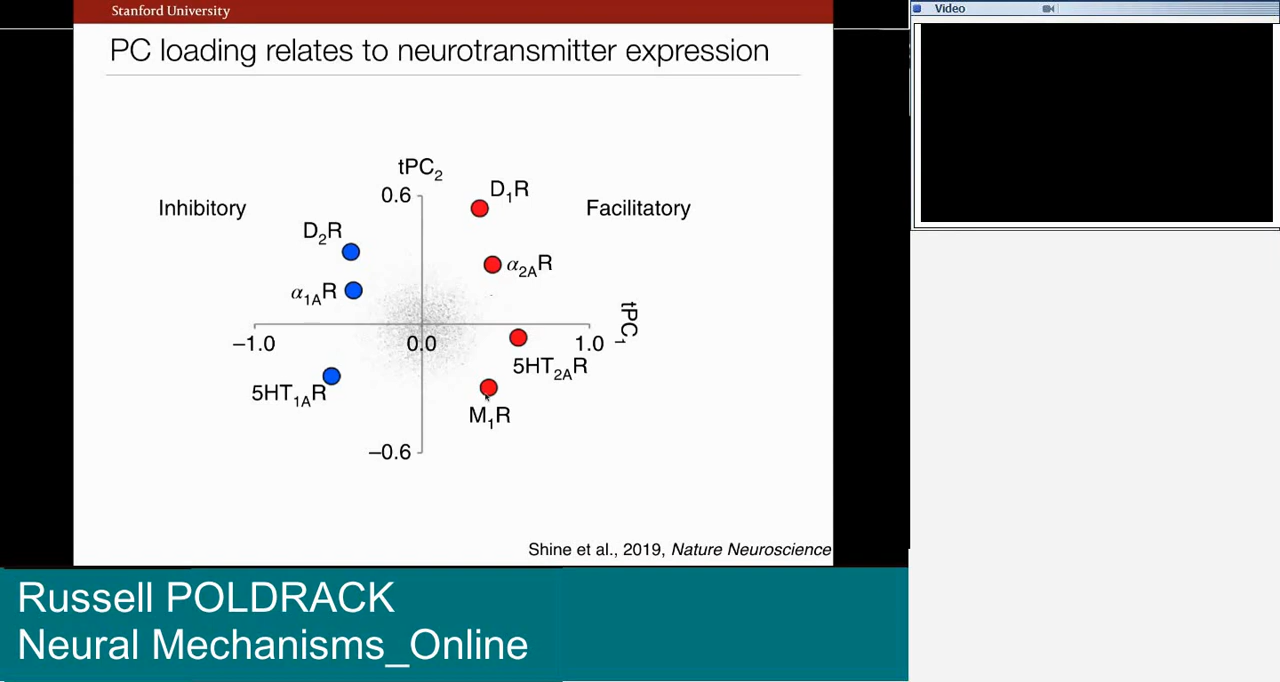 Stanford University
Video
PC loading relates to neurotransmitter expression
tPC₂
0.6
D₁R
Inhibitory
Facilitatory
D₂R
α₂ₐR
α₁ₐR
tPC₁
−1.0
0.0
1.0
5HT₂ₐR
5HT₁ₐR
M₁R
−0.6
Shine et al., 2019, Nature Neuroscience
Russell POLDRACK
Neural Mechanisms_Online